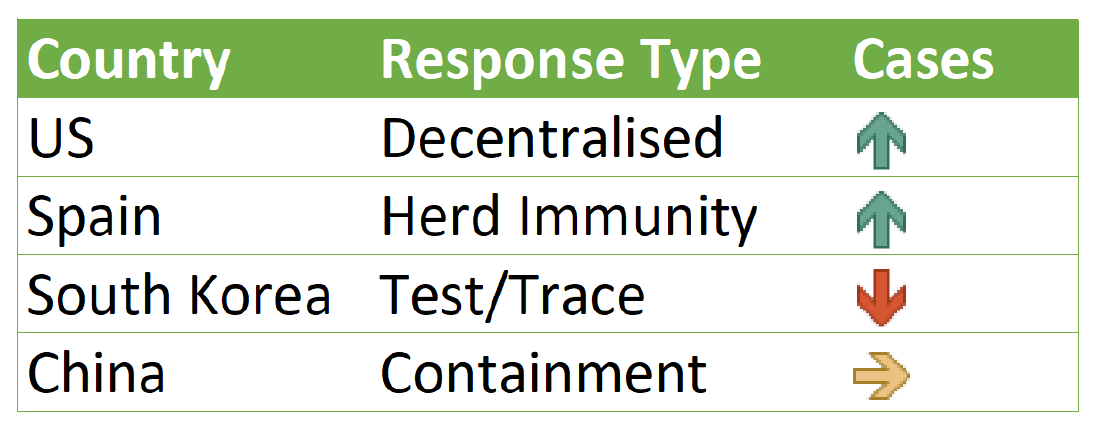 Country Response Type Cases
US Decentralised
Spain Herd Immunity
South Korea Test/Trace
China Containment